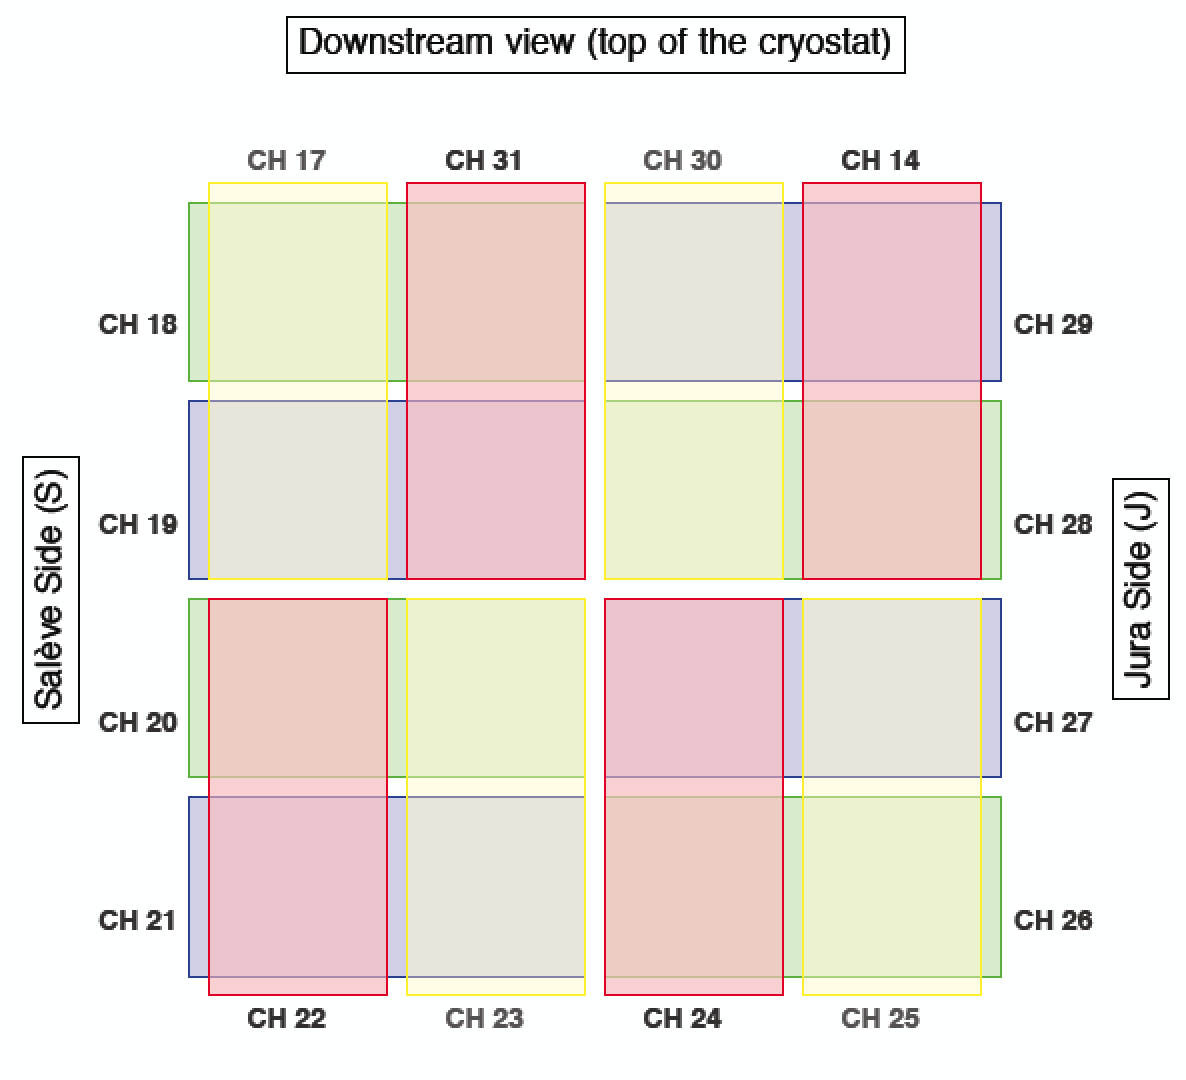 Downstream view (top of the cryostat)
CH 17
CH 31
CH 30
CH 14
CH 18
CH 29
CH 19
CH 28
Salève Side (S)
Jura Side (J)
CH 20
CH 27
CH 21
CH 26
CH 22
CH 23
CH 24
CH 25